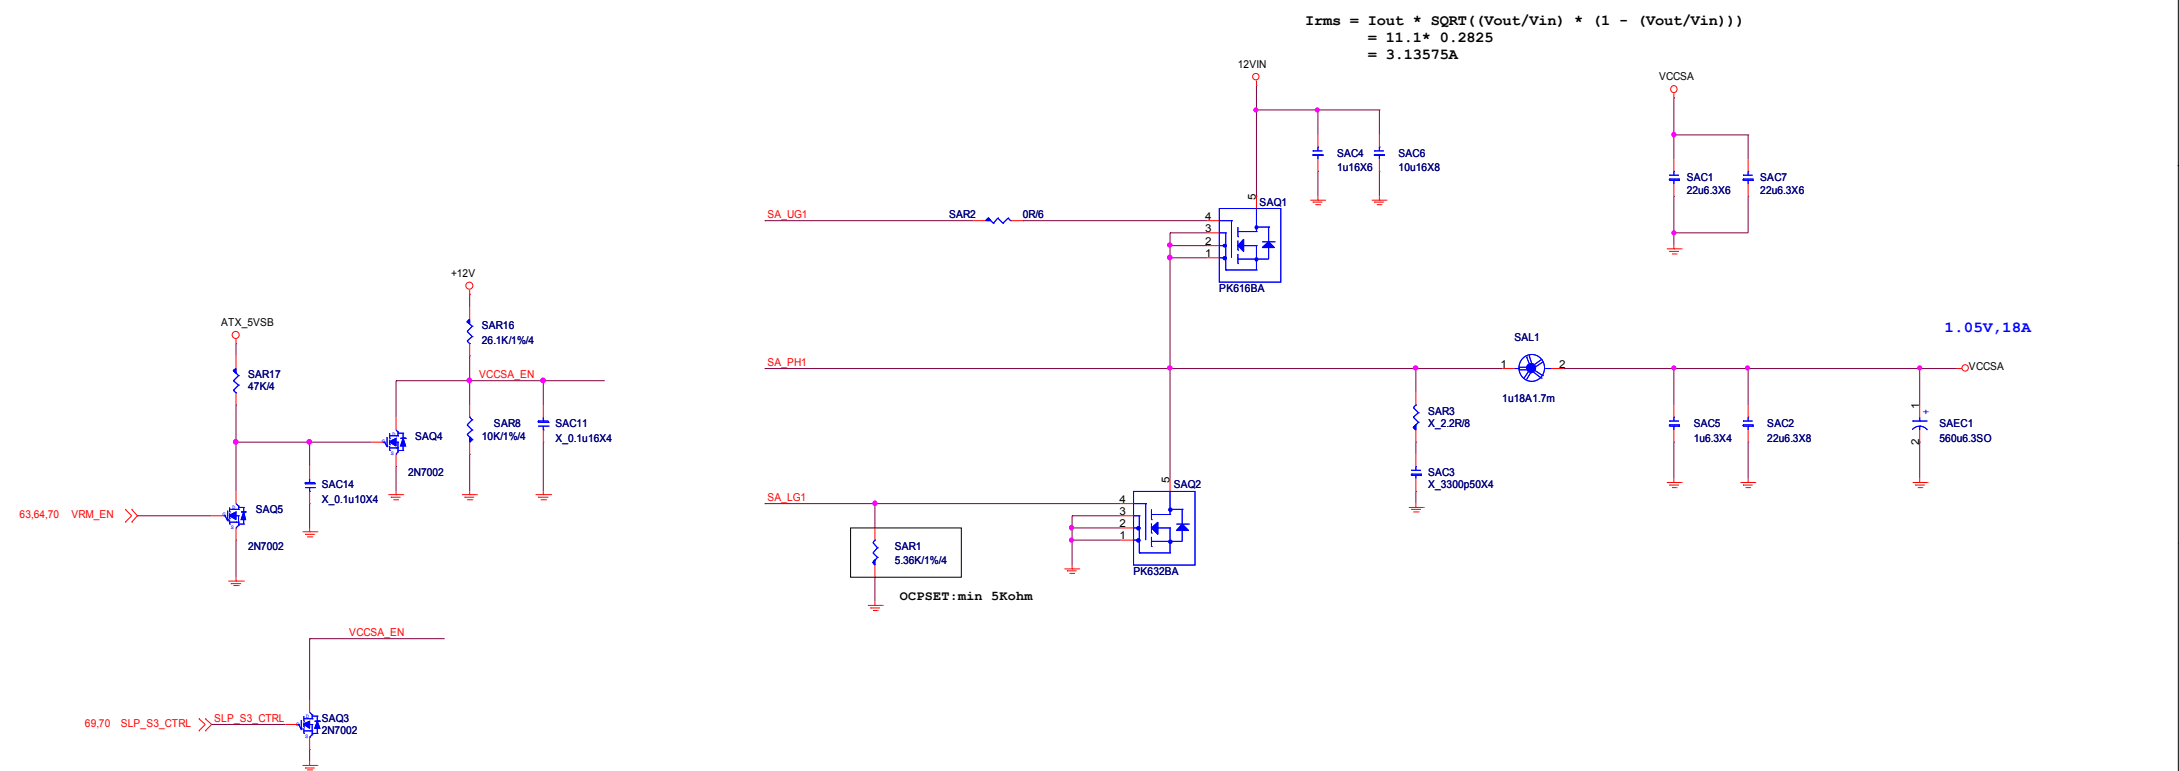 Irms = Iout * SQRT((Vout/Vin) * (1 - (Vout/Vin)))
= 11.1* 0.2825
= 3.13575A
12VIN
VCCSA
SAC4
1u16X6
SAC6
10u16X8
SAC1
22u6.3X6
SAC7
22u6.3X6
5
SAQ1
SA_UG1
SAR2
0R/6
4
3
2
1
PK616BA
+12V
ATX_5VSB
SAR16
26.1K/1%/4
1.05V,18A
SAL1
SA_PH1
1
2
VCCSA
1u18A1.7m
SAR17
47K/4
VCCSA_EN
SAR8
10K/1%/4
SAC11
X_0.1u16X4
SAQ4
2N7002
SAR3
X_2.2R/8
SAC5
1u6.3X4
SAC2
22u6.3X8
1
+
SAEC1
560u6.3SO
2
SAC3
X_3300p50X4
SAC14
X_0.1u10X4
5
SAQ2
SA_LG1
4
3
2
1
PK632BA
63,64,70 VRM_EN
SAQ5
2N7002
SAR1
5.36K/1%/4
OCPSET:min 5Kohm
VCCSA_EN
69,70 SLP_S3_CTRL
SLP_S3_CTRL
SAQ3
2N7002